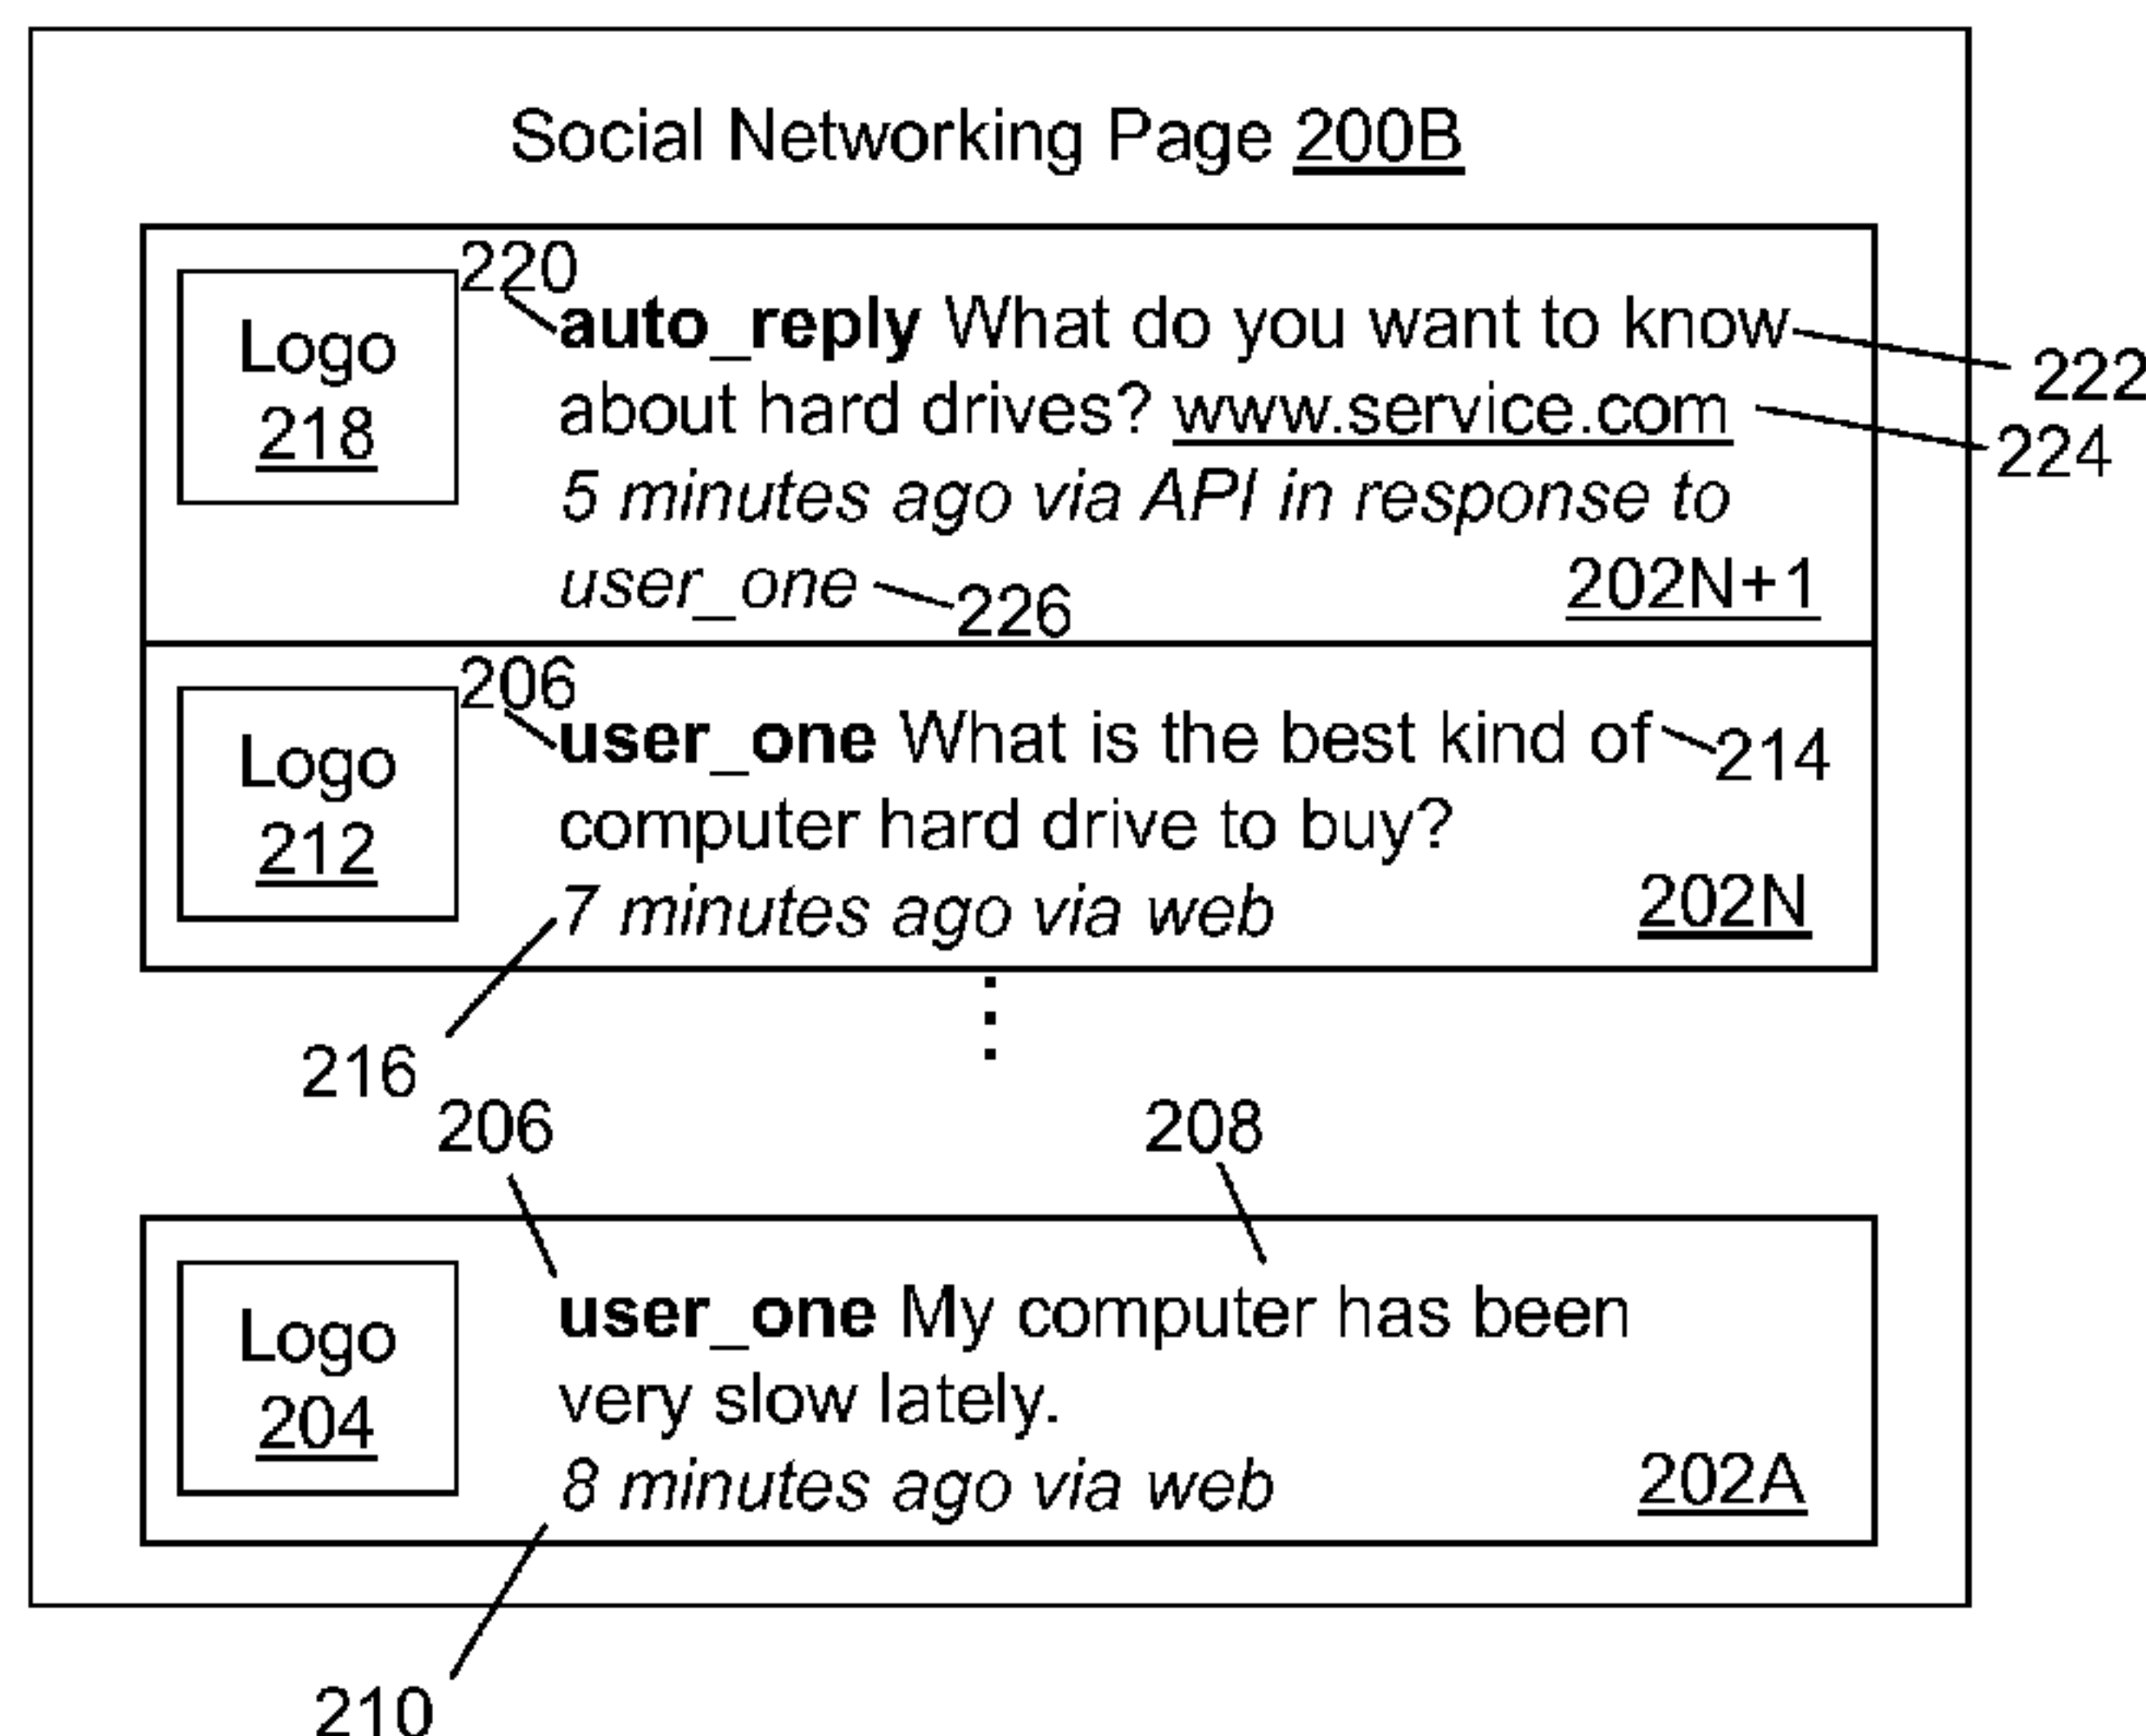 Social Networking Page 200B
220
Logo
218
auto_reply What do you want to know
about hard drives? www.service.com
5 minutes ago via API in response to
user_one
222
224
226
202N+1
206
Logo
212
user_one What is the best kind of
214
computer hard drive to buy?
7 minutes ago via web
202N
216
206
208
Logo
204
user_one My computer has been
very slow lately.
8 minutes ago via web
202A
210